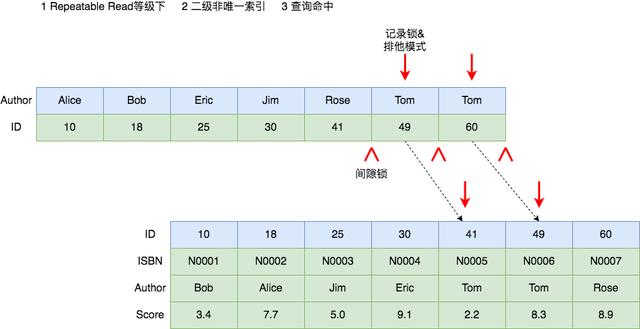 1 Repeatable Read等级下 2 二级非唯一索引 3 查询命中
记录锁&
排他模式
Author Alice Bob Eric Jim Rose Tom Tom
ID 10 18 25 30 41 49 60
间隙锁
ID 10 18 25 30 41 49 60
ISBN N0001 N0002 N0003 N0004 N0005 N0006 N0007
Author Bob Alice Jim Eric Tom Tom Rose
Score 3.4 7.7 5.0 9.1 2.2 8.3 8.9